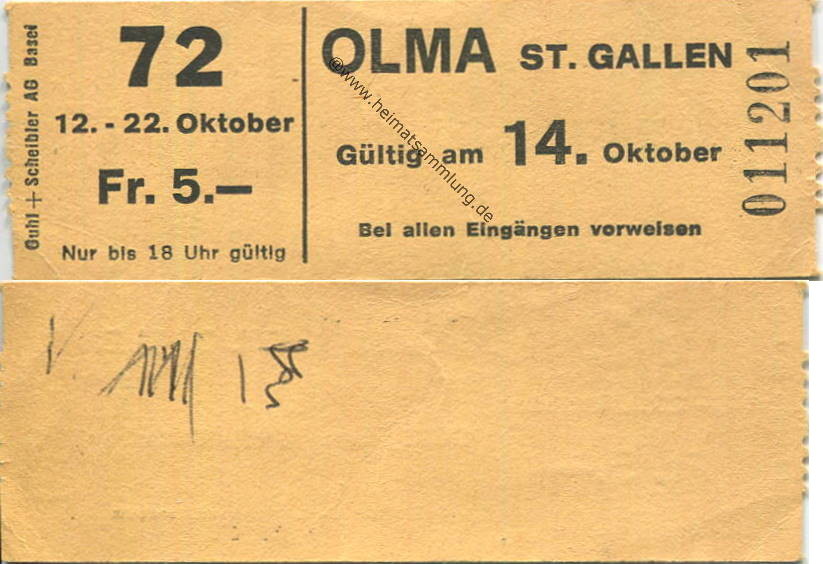 Guhl + Scheibler AG Basel
72
12. - 22. Oktober
Fr. 5.—
Nur bis 18 Uhr gültig
OLMA ST. GALLEN
Gültig am 14. Oktober
Bei allen Eingängen vorweisen
011201
@www.heimatsammlung.de